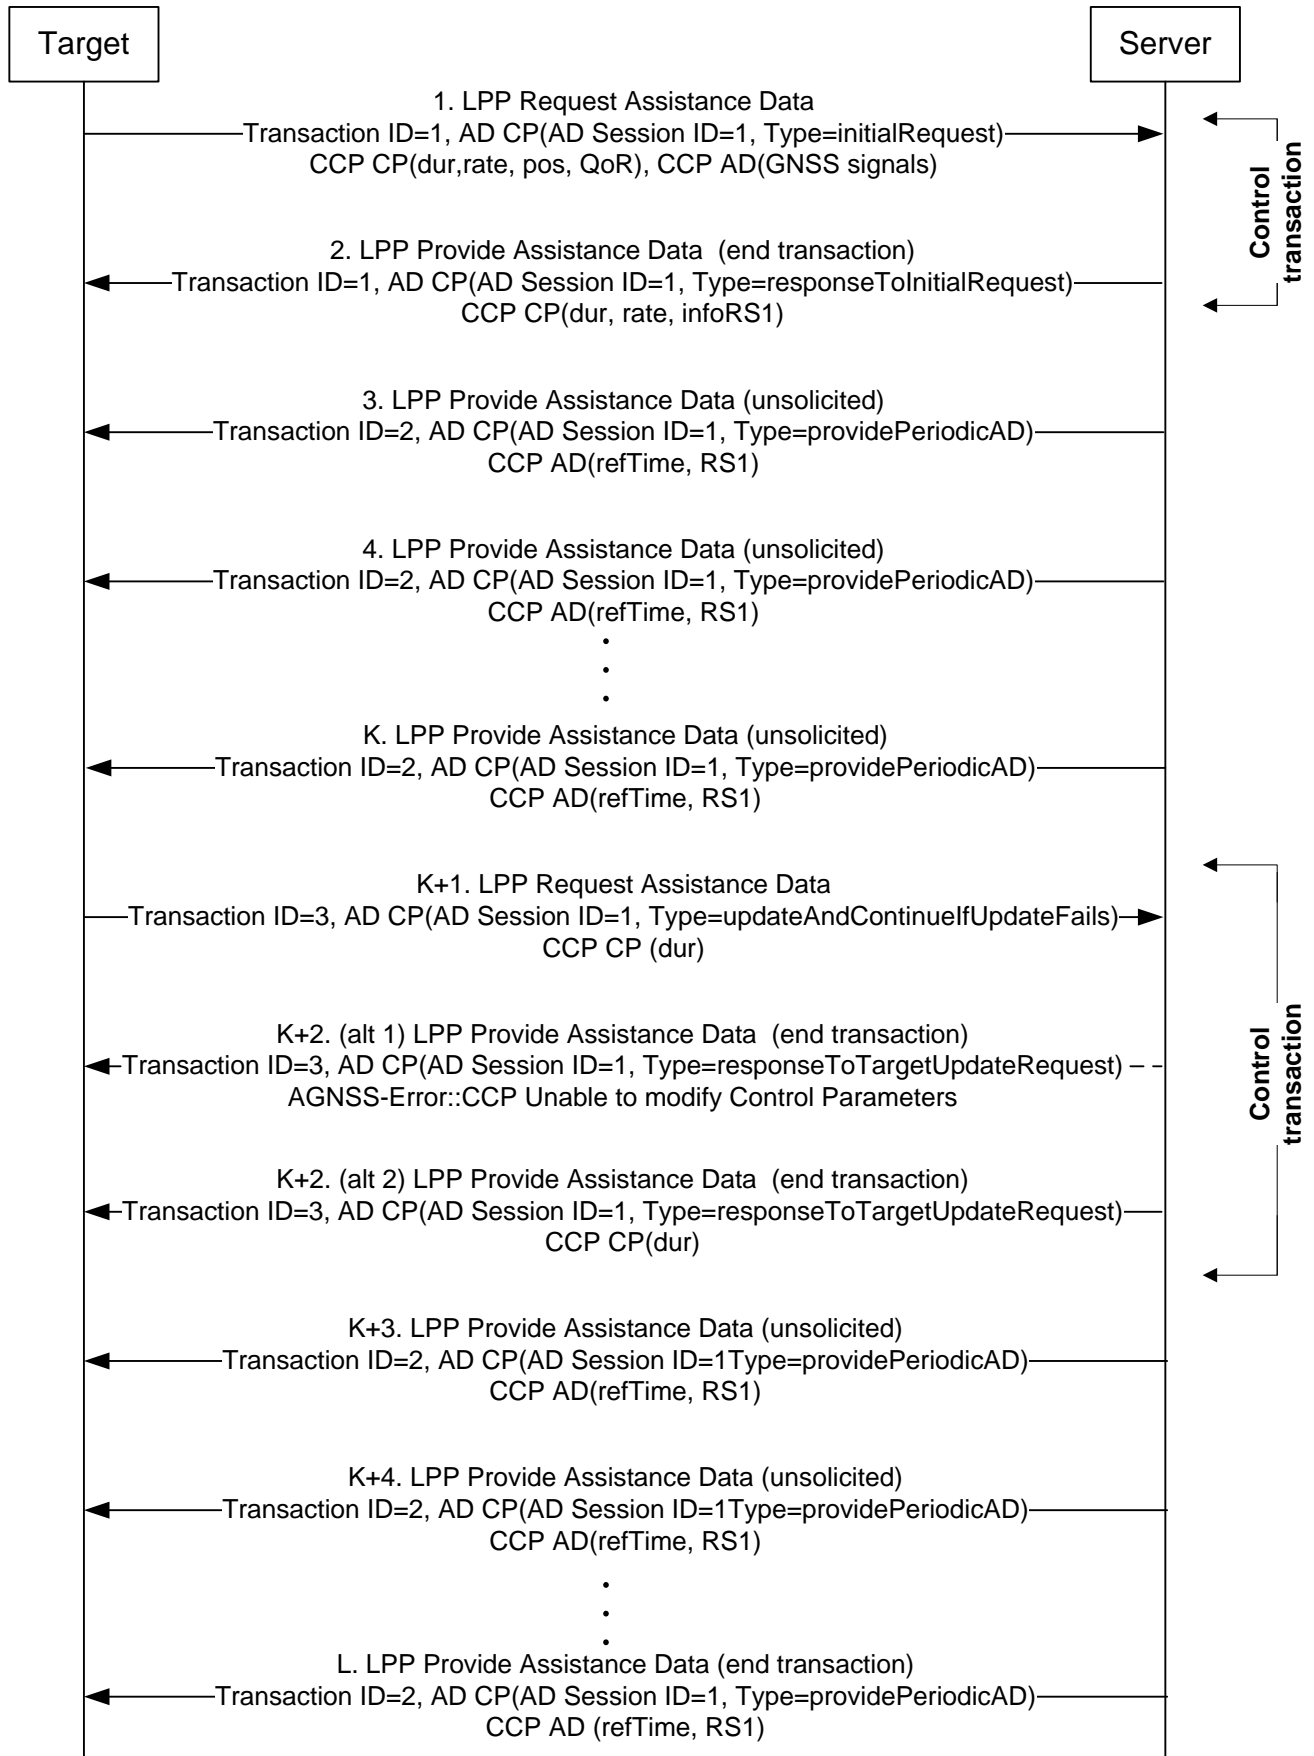 Target
Server
1. LPP Request Assistance Data
Transaction ID=1, AD CP(AD Session ID=1, Type=initialRequest)
CCP CP(dur,rate, pos, QoR), CCP AD(GNSS signals)
Control
transaction
2. LPP Provide Assistance Data  (end transaction)
Transaction ID=1, AD CP(AD Session ID=1, Type=responseToInitialRequest)
CCP CP(dur, rate, infoRS1)
3. LPP Provide Assistance Data (unsolicited)
Transaction ID=2, AD CP(AD Session ID=1, Type=providePeriodicAD)
CCP AD(refTime, RS1)
4. LPP Provide Assistance Data (unsolicited)
Transaction ID=2, AD CP(AD Session ID=1, Type=providePeriodicAD)
CCP AD(refTime, RS1)
.
.
.
K. LPP Provide Assistance Data (unsolicited)
Transaction ID=2, AD CP(AD Session ID=1, Type=providePeriodicAD)
CCP AD(refTime, RS1)
K+1. LPP Request Assistance Data
Transaction ID=3, AD CP(AD Session ID=1, Type=updateAndContinueIfUpdateFails)
CCP CP (dur)
K+2. (alt 1) LPP Provide Assistance Data  (end transaction)
Transaction ID=3, AD CP(AD Session ID=1, Type=responseToTargetUpdateRequest)
AGNSS-Error::CCP Unable to modify Control Parameters
Control
transaction
K+2. (alt 2) LPP Provide Assistance Data  (end transaction)
Transaction ID=3, AD CP(AD Session ID=1, Type=responseToTargetUpdateRequest)
CCP CP(dur)
K+3. LPP Provide Assistance Data (unsolicited)
Transaction ID=2, AD CP(AD Session ID=1Type=providePeriodicAD)
CCP AD(refTime, RS1)
K+4. LPP Provide Assistance Data (unsolicited)
Transaction ID=2, AD CP(AD Session ID=1Type=providePeriodicAD)
CCP AD(refTime, RS1)
.
.
.
L. LPP Provide Assistance Data (end transaction)
Transaction ID=2, AD CP(AD Session ID=1, Type=providePeriodicAD)
CCP AD (refTime, RS1)